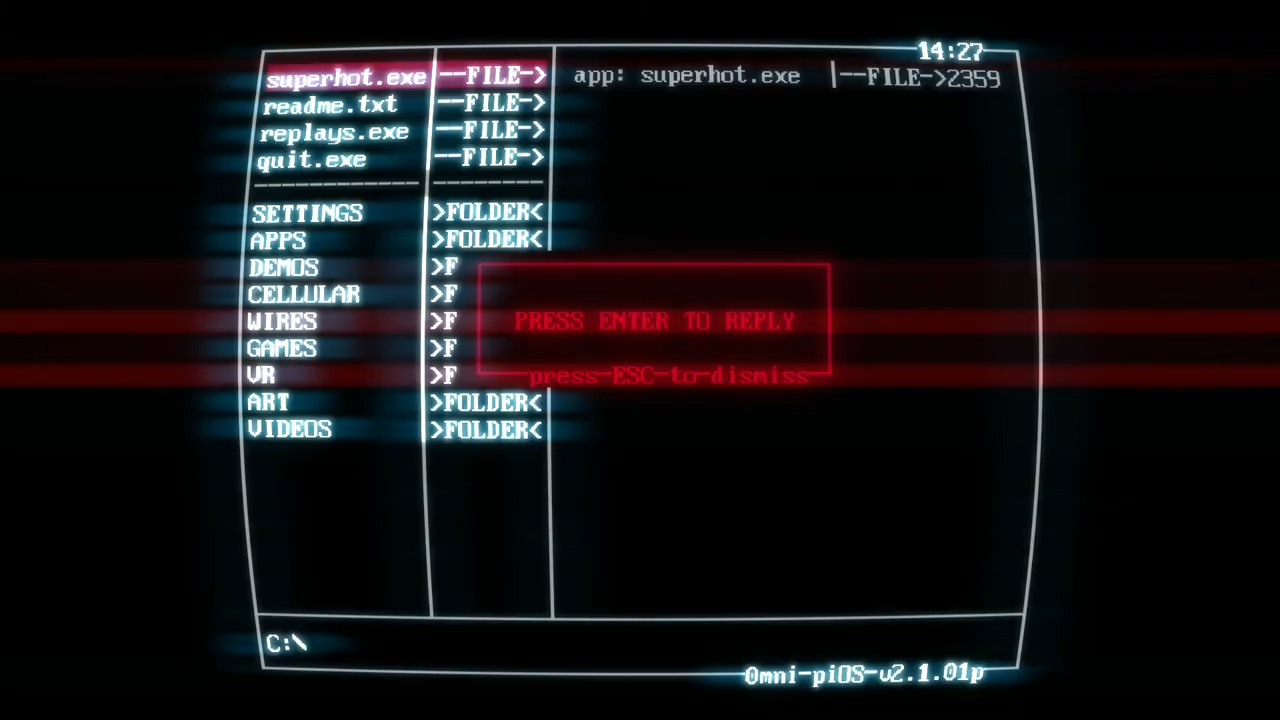 14:27
superhot.exe --FILE-> app: superhot.exe |--FILE->2359
readme.txt --FILE->
replays.exe --FILE->
quit.exe --FILE->
SETTINGS >FOLDER<
APPS >FOLDER<
DEMOS >F
CELLULAR >F
WIRES >F PRESS ENTER TO REPLY
GAMES >F
VR >F press-ESC-to-dismiss
ART >FOLDER<
VIDEOS >FOLDER<
C:\
Omni-piOS-v2.1.01p